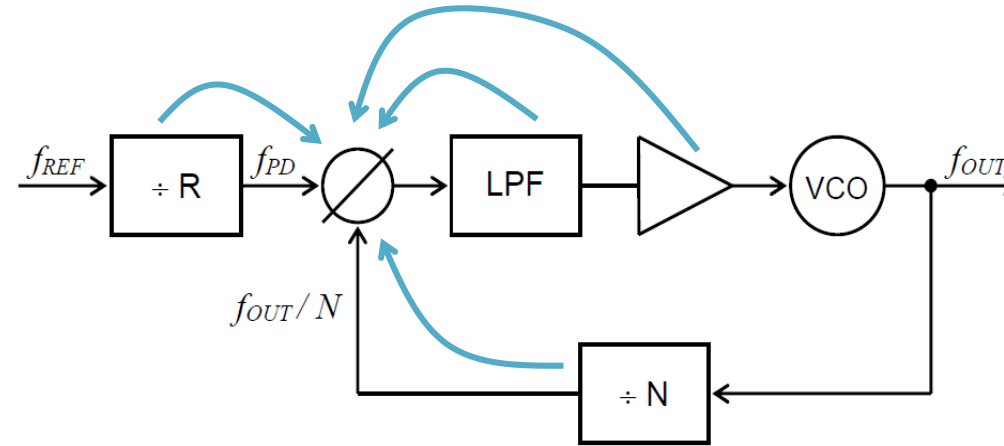 f_REF
÷ R
f_PD
LPF
VCO
f_OUT
f_OUT / N
÷ N